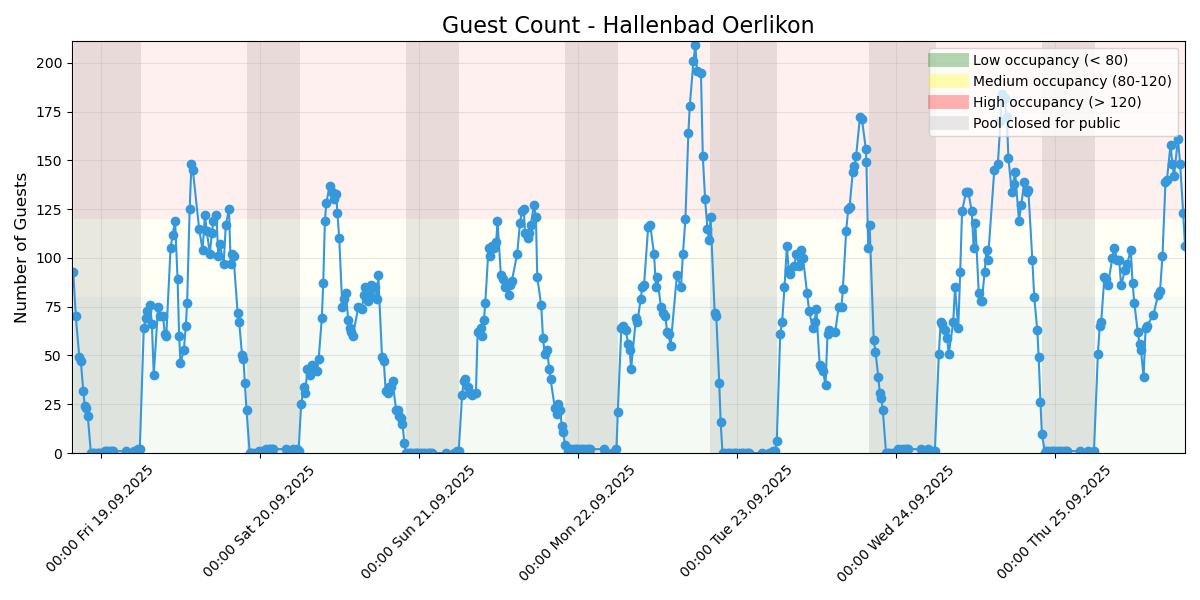 Guest Count - Hallenbad Oerlikon
Number of Guests
200
175
150
125
100
75
50
25
0
Low occupancy (< 80)
Medium occupancy (80-120)
High occupancy (> 120)
Pool closed for public
00:00 Fri 19.09.2025
00:00 Sat 20.09.2025
00:00 Sun 21.09.2025
00:00 Mon 22.09.2025
00:00 Tue 23.09.2025
00:00 Wed 24.09.2025
00:00 Thu 25.09.2025